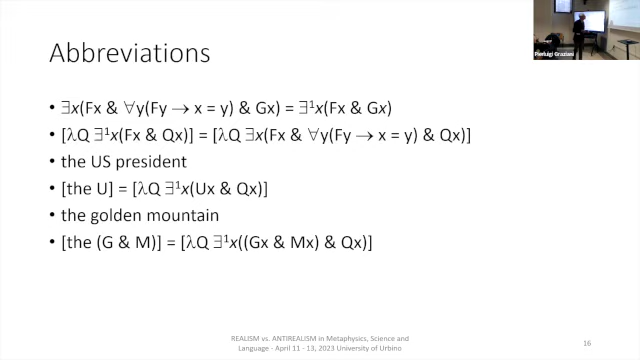 Pierluigi Graziani
Abbreviations
• ∃x(Fx & ∀y(Fy → x = y) & Gx) = ∃¹x(Fx & Gx)
• [λQ ∃¹x(Fx & Qx)] = [λQ ∃x(Fx & ∀y(Fy → x = y) & Qx)]
• the US president
• [the U] = [λQ ∃¹x(Ux & Qx)]
• the golden mountain
• [the (G & M)] = [λQ ∃¹x((Gx & Mx) & Qx)]
REALISM vs. ANTIREALISM in Metaphysics, Science and
Language - April 11 - 13, 2023 University of Urbino
16